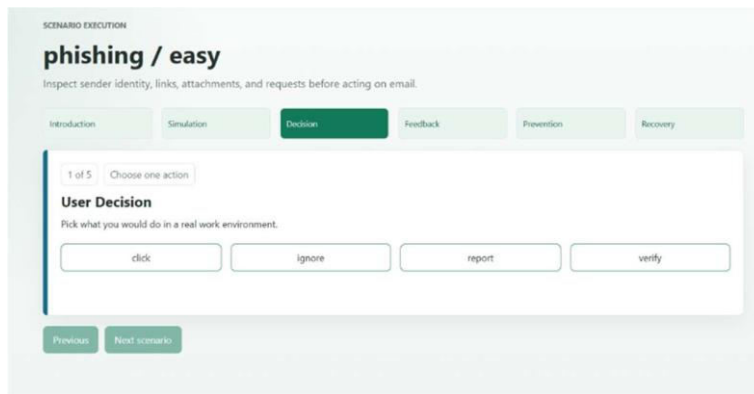 SCENARIO EXECUTION
phishing / easy
Inspect sender identity, links, attachments, and requests before acting on email.
Introduction Simulation Decision Feedback Prevention Recovery
1 of 5 Choose one action
User Decision
Pick what you would do in a real work environment.
click ignore report verify
Previous Next scenario